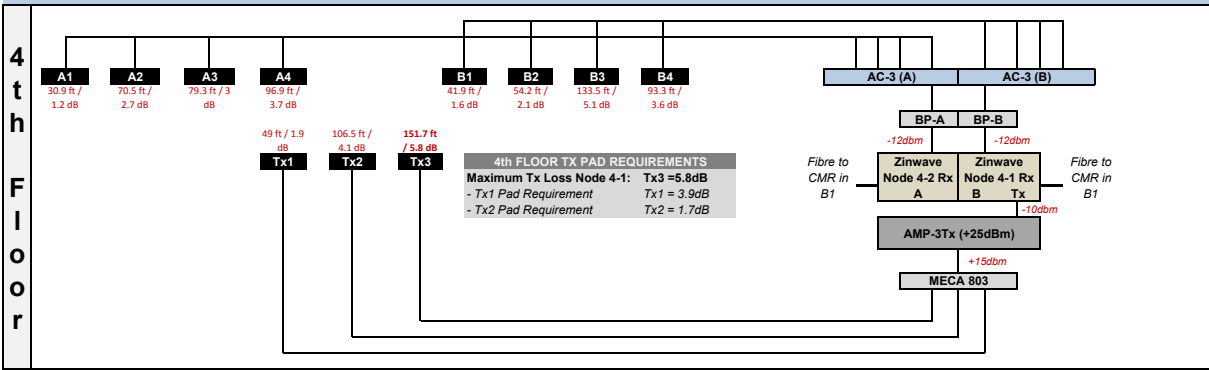 4th Floor
A1
30.9 ft /
1.2 dB
A2
70.5 ft /
2.7 dB
A3
79.3 ft / 3
dB
A4
96.9 ft /
3.7 dB
B1
41.9 ft /
1.6 dB
B2
54.2 ft /
2.1 dB
B3
133.5 ft /
5.1 dB
B4
93.3 ft /
3.6 dB
AC-3 (A)
AC-3 (B)
BP-A
BP-B
-12dbm
-12dbm
49 ft / 1.9
dB
Tx1
106.5 ft /
4.1 dB
Tx2
151.7 ft
/ 5.8 dB
Tx3
4th FLOOR TX PAD REQUIREMENTS
Maximum Tx Loss Node 4-1: Tx3 =5.8dB
- Tx1 Pad Requirement Tx1 = 3.9dB
- Tx2 Pad Requirement Tx2 = 1.7dB
Fibre to
CMR in
B1
Zinwave
Node 4-2 Rx
A
Zinwave
Node 4-1 Rx
B Tx
Fibre to
CMR in
B1
-10dbm
AMP-3Tx (+25dBm)
+15dbm
MECA 803